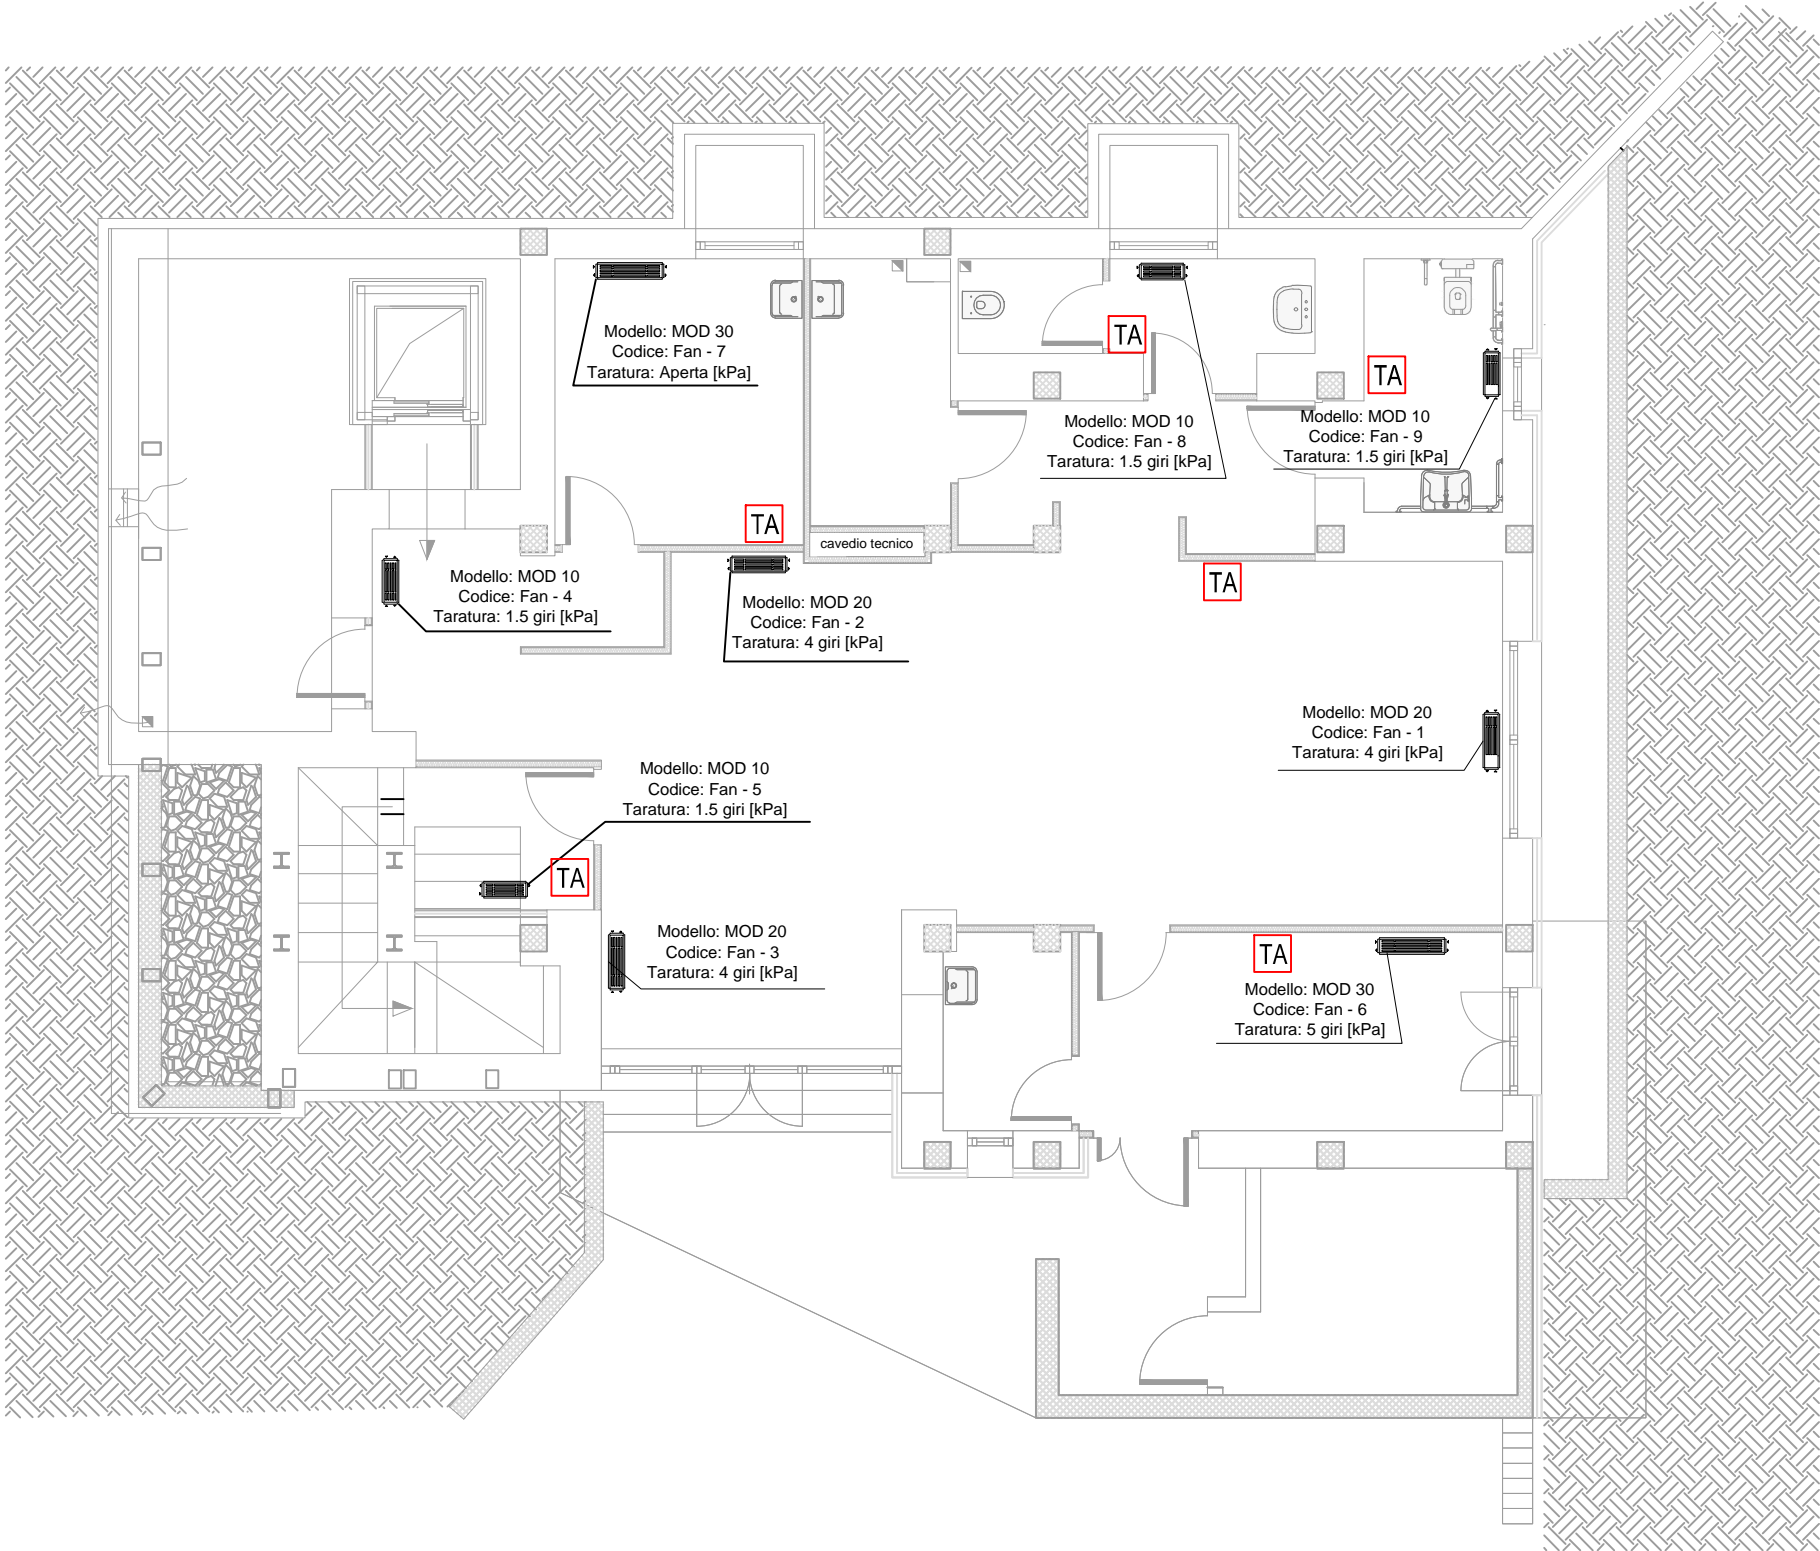 Modello: MOD 30
Codice: Fan - 7
Taratura: Aperta [kPa]
TA
TA
Modello: MOD 10
Codice: Fan - 8
Taratura: 1.5 giri [kPa]
Modello: MOD 10
Codice: Fan - 9
Taratura: 1.5 giri [kPa]
TA
cavedio tecnico
Modello: MOD 10
Codice: Fan - 4
Taratura: 1.5 giri [kPa]
Modello: MOD 20
Codice: Fan - 2
Taratura: 4 giri [kPa]
TA
Modello: MOD 20
Codice: Fan - 1
Taratura: 4 giri [kPa]
Modello: MOD 10
Codice: Fan - 5
Taratura: 1.5 giri [kPa]
TA
Modello: MOD 20
Codice: Fan - 3
Taratura: 4 giri [kPa]
TA
Modello: MOD 30
Codice: Fan - 6
Taratura: 5 giri [kPa]